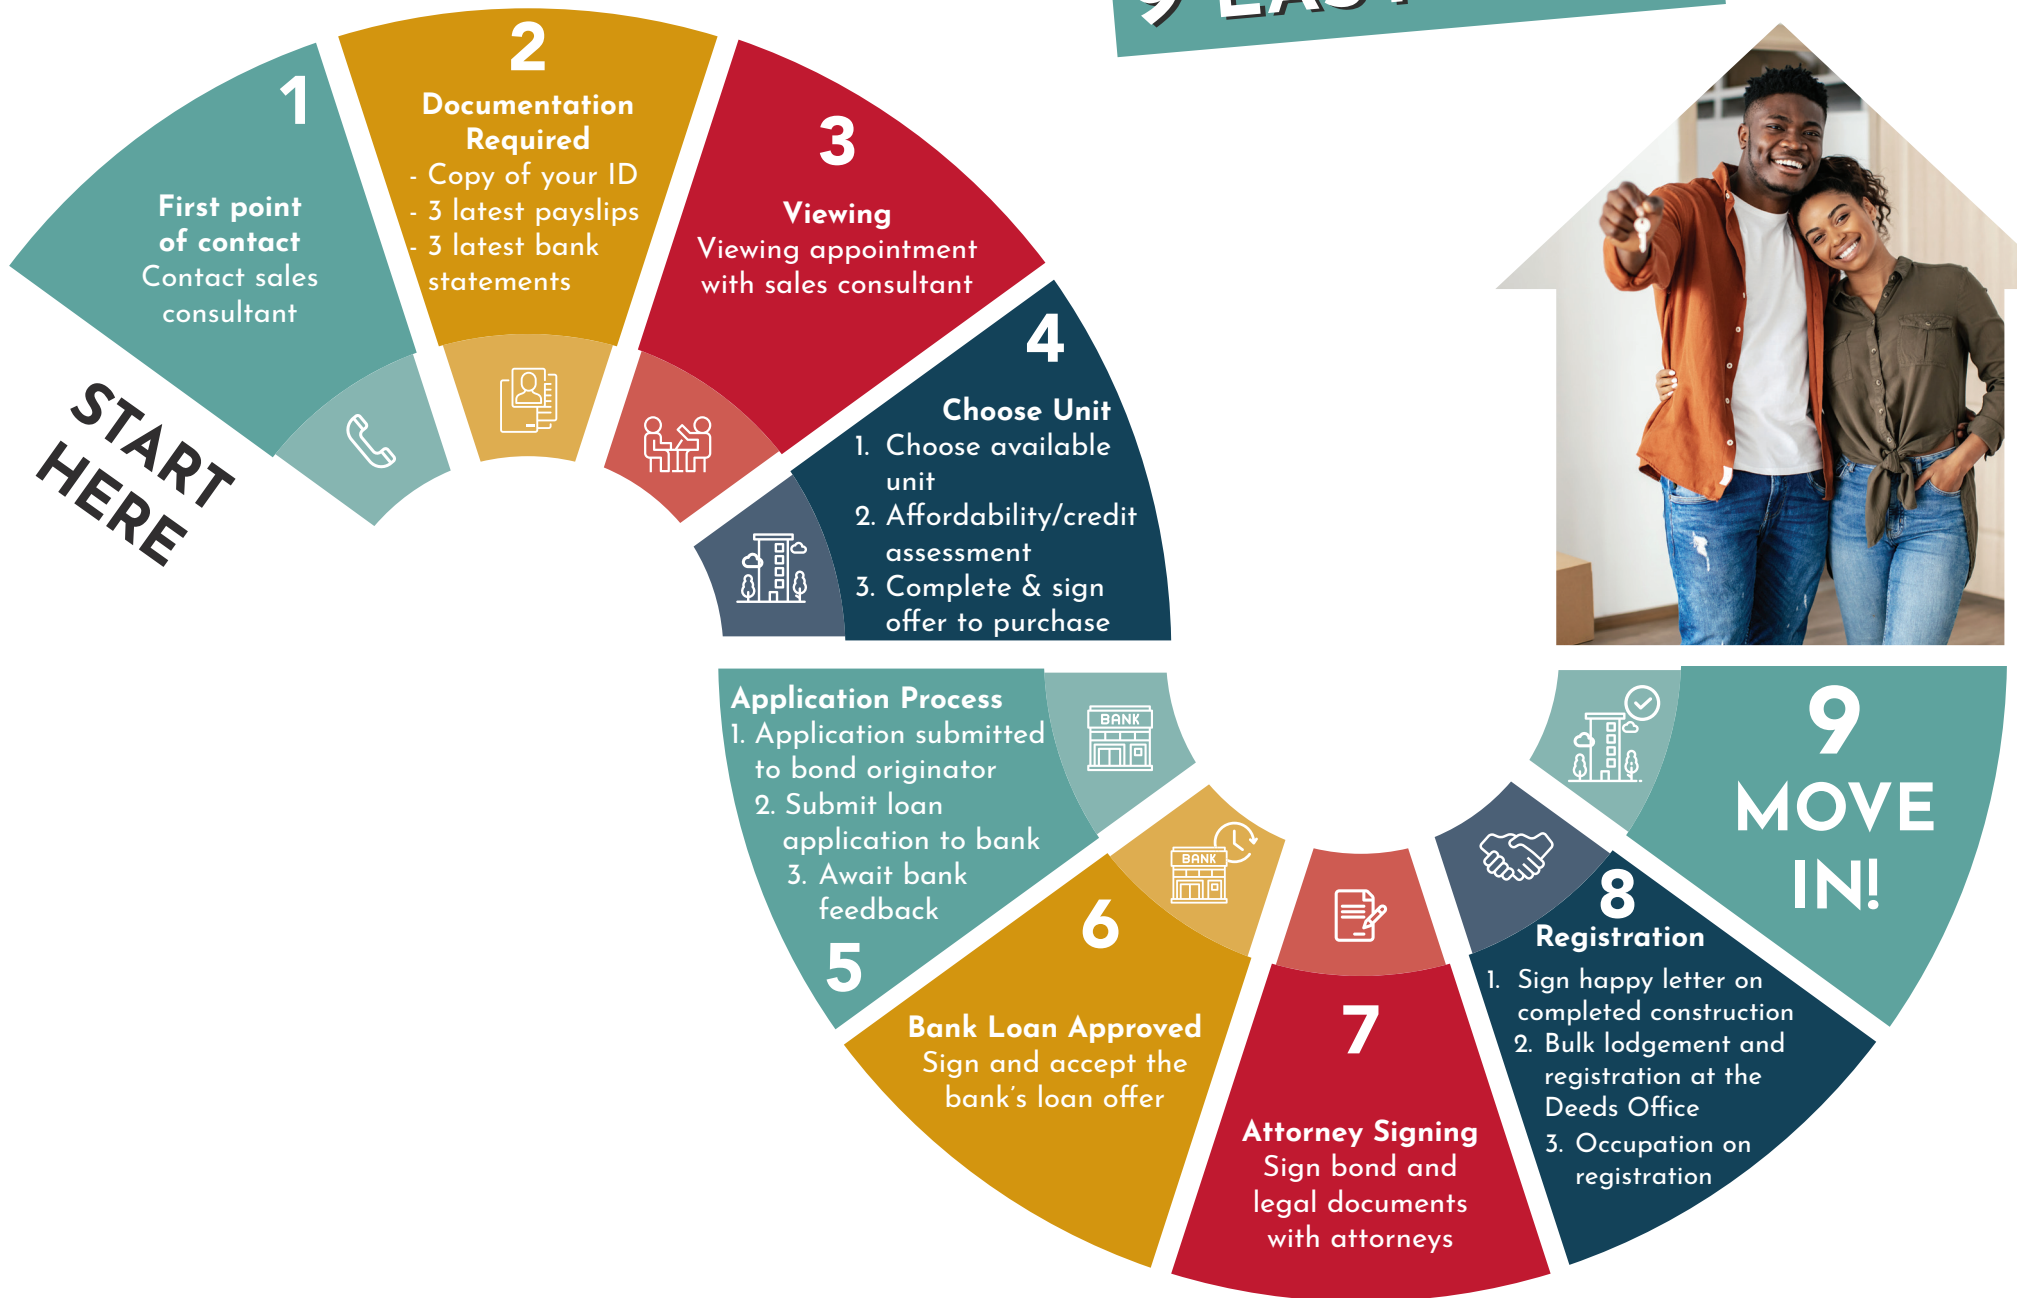 9 EASY
START
HERE
1
First point
of contact
Contact sales
consultant
2
Documentation
Required
- Copy of your ID
- 3 latest payslips
- 3 latest bank
statements
3
Viewing
Viewing appointment
with sales consultant
4
Choose Unit
1. Choose available
unit
2. Affordability/credit
assessment
3. Complete & sign
offer to purchase
Application Process
1. Application submitted
to bond originator
2. Submit loan
application to bank
3. Await bank
feedback
5
BANK
6
Bank Loan Approved
Sign and accept the
bank's loan offer
BANK
7
Attorney Signing
Sign bond and
legal documents
with attorneys
8
Registration
1. Sign happy letter on
completed construction
2. Bulk lodgement and
registration at the
Deeds Office
3. Occupation on
registration
9
MOVE
IN!